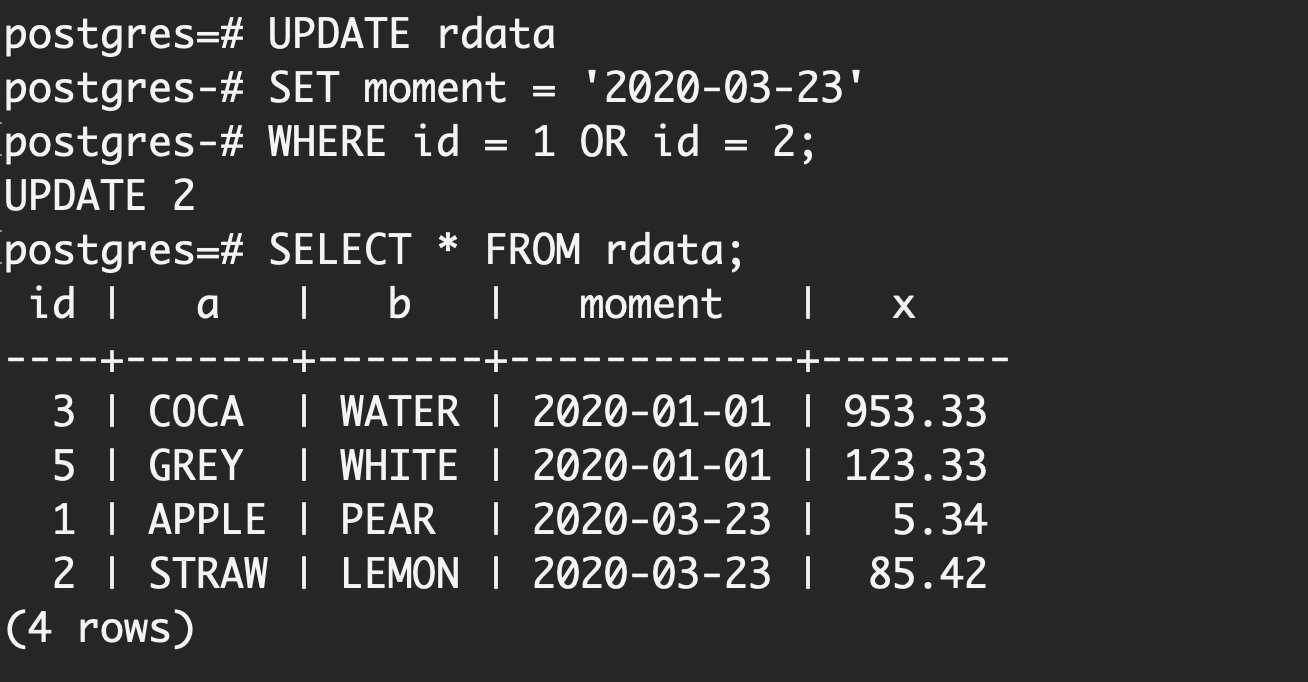 postgres=# UPDATE rdata
postgres-# SET moment = '2020-03-23'
postgres-# WHERE id = 1 OR id = 2;
UPDATE 2
postgres=# SELECT * FROM rdata;
 id |   a   |   b   |   moment   |   x
----+-------+-------+------------+--------
  3 | COCA  | WATER | 2020-01-01 | 953.33
  5 | GREY  | WHITE | 2020-01-01 | 123.33
  1 | APPLE | PEAR  | 2020-03-23 |   5.34
  2 | STRAW | LEMON | 2020-03-23 |  85.42
(4 rows)